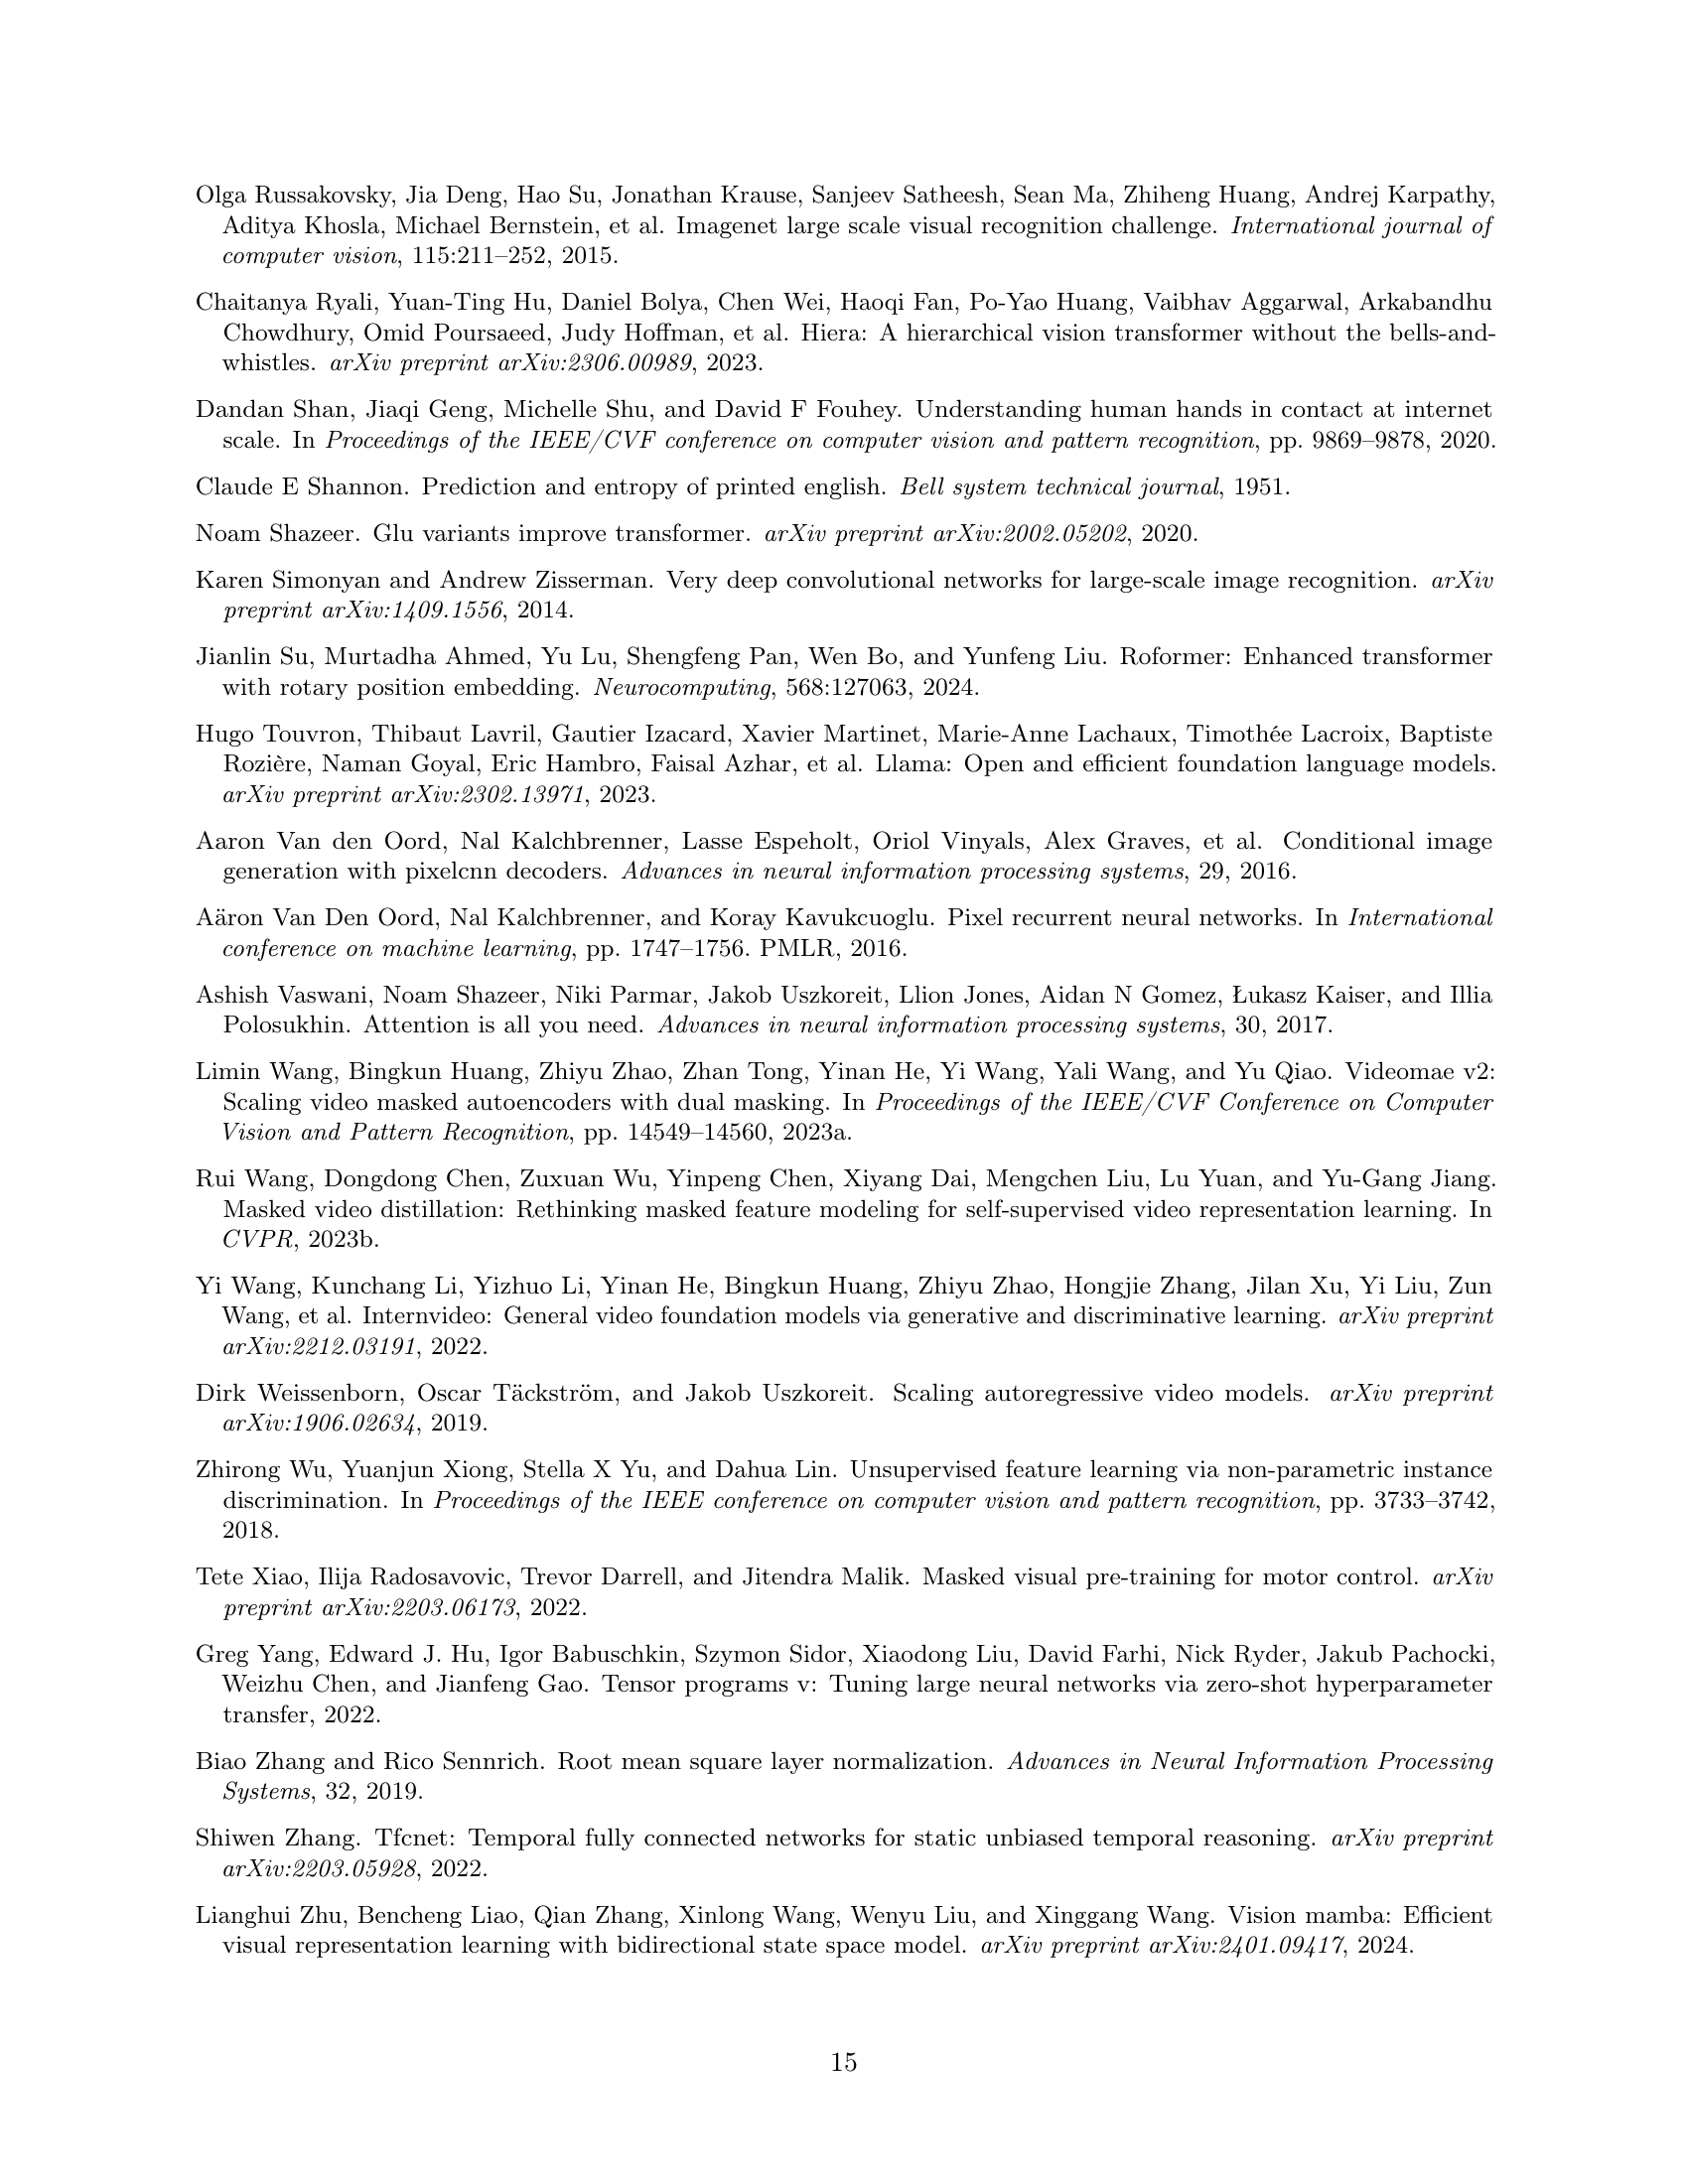 Olga Russakovsky, Jia Deng, Hao Su, Jonathan Krause, Sanjeev Satheesh, Sean Ma, Zhiheng Huang, Andrej Karpathy,
Aditya Khosla, Michael Bernstein, et al. Imagenet large scale visual recognition challenge. International journal of
computer vision, 115:211–252, 2015.
Chaitanya Ryali, Yuan-Ting Hu, Daniel Bolya, Chen Wei, Haoqi Fan, Po-Yao Huang, Vaibhav Aggarwal, Arkabandhu
Chowdhury, Omid Poursaeed, Judy Hoffman, et al. Hiera: A hierarchical vision transformer without the bells-and-
whistles. arXiv preprint arXiv:2306.00989, 2023.
Dandan Shan, Jiaqi Geng, Michelle Shu, and David F Fouhey. Understanding human hands in contact at internet
scale. In Proceedings of the IEEE/CVF conference on computer vision and pattern recognition, pp. 9869–9878, 2020.
Claude E Shannon. Prediction and entropy of printed english. Bell system technical journal, 1951.
Noam Shazeer. Glu variants improve transformer. arXiv preprint arXiv:2002.05202, 2020.
Karen Simonyan and Andrew Zisserman. Very deep convolutional networks for large-scale image recognition. arXiv
preprint arXiv:1409.1556, 2014.
Jianlin Su, Murtadha Ahmed, Yu Lu, Shengfeng Pan, Wen Bo, and Yunfeng Liu. Roformer: Enhanced transformer
with rotary position embedding. Neurocomputing, 568:127063, 2024.
Hugo Touvron, Thibaut Lavril, Gautier Izacard, Xavier Martinet, Marie-Anne Lachaux, Timothée Lacroix, Baptiste
Rozière, Naman Goyal, Eric Hambro, Faisal Azhar, et al. Llama: Open and efficient foundation language models.
arXiv preprint arXiv:2302.13971, 2023.
Aaron Van den Oord, Nal Kalchbrenner, Lasse Espeholt, Oriol Vinyals, Alex Graves, et al. Conditional image
generation with pixelcnn decoders. Advances in neural information processing systems, 29, 2016.
Aäron Van Den Oord, Nal Kalchbrenner, and Koray Kavukcuoglu. Pixel recurrent neural networks. In International
conference on machine learning, pp. 1747–1756. PMLR, 2016.
Ashish Vaswani, Noam Shazeer, Niki Parmar, Jakob Uszkoreit, Llion Jones, Aidan N Gomez, Łukasz Kaiser, and Illia
Polosukhin. Attention is all you need. Advances in neural information processing systems, 30, 2017.
Limin Wang, Bingkun Huang, Zhiyu Zhao, Zhan Tong, Yinan He, Yi Wang, Yali Wang, and Yu Qiao. Videomae v2:
Scaling video masked autoencoders with dual masking. In Proceedings of the IEEE/CVF Conference on Computer
Vision and Pattern Recognition, pp. 14549–14560, 2023a.
Rui Wang, Dongdong Chen, Zuxuan Wu, Yinpeng Chen, Xiyang Dai, Mengchen Liu, Lu Yuan, and Yu-Gang Jiang.
Masked video distillation: Rethinking masked feature modeling for self-supervised video representation learning. In
CVPR, 2023b.
Yi Wang, Kunchang Li, Yizhuo Li, Yinan He, Bingkun Huang, Zhiyu Zhao, Hongjie Zhang, Jilan Xu, Yi Liu, Zun
Wang, et al. Internvideo: General video foundation models via generative and discriminative learning. arXiv preprint
arXiv:2212.03191, 2022.
Dirk Weissenborn, Oscar Täckström, and Jakob Uszkoreit. Scaling autoregressive video models. arXiv preprint
arXiv:1906.02634, 2019.
Zhirong Wu, Yuanjun Xiong, Stella X Yu, and Dahua Lin. Unsupervised feature learning via non-parametric instance
discrimination. In Proceedings of the IEEE conference on computer vision and pattern recognition, pp. 3733–3742,
2018.
Tete Xiao, Ilija Radosavovic, Trevor Darrell, and Jitendra Malik. Masked visual pre-training for motor control. arXiv
preprint arXiv:2203.06173, 2022.
Greg Yang, Edward J. Hu, Igor Babuschkin, Szymon Sidor, Xiaodong Liu, David Farhi, Nick Ryder, Jakub Pachocki,
Weizhu Chen, and Jianfeng Gao. Tensor programs v: Tuning large neural networks via zero-shot hyperparameter
transfer, 2022.
Biao Zhang and Rico Sennrich. Root mean square layer normalization. Advances in Neural Information Processing
Systems, 32, 2019.
Shiwen Zhang. Tfcnet: Temporal fully connected networks for static unbiased temporal reasoning. arXiv preprint
arXiv:2203.05928, 2022.
Lianghui Zhu, Bencheng Liao, Qian Zhang, Xinlong Wang, Wenyu Liu, and Xinggang Wang. Vision mamba: Efficient
visual representation learning with bidirectional state space model. arXiv preprint arXiv:2401.09417, 2024.
15